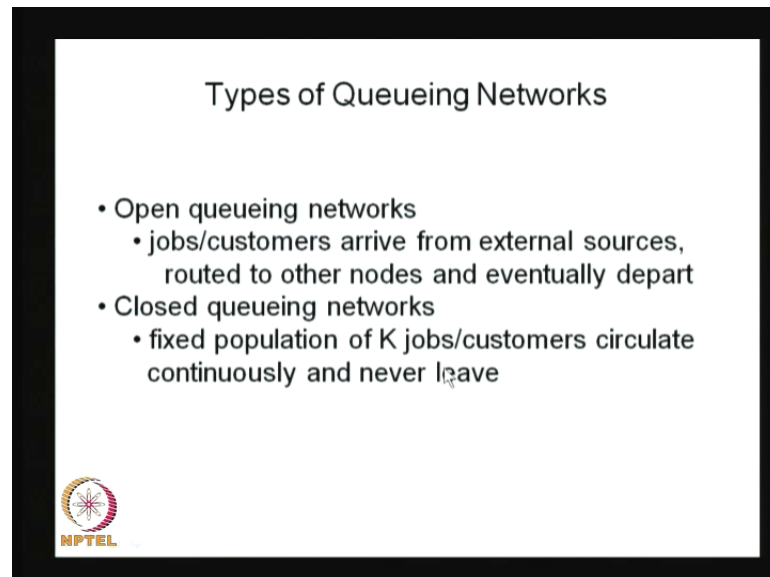 Types of Queueing Networks
• Open queueing networks
• jobs/customers arrive from external sources,
routed to other nodes and eventually depart
• Closed queueing networks
• fixed population of K jobs/customers circulate
continuously and never leave
NPTEL